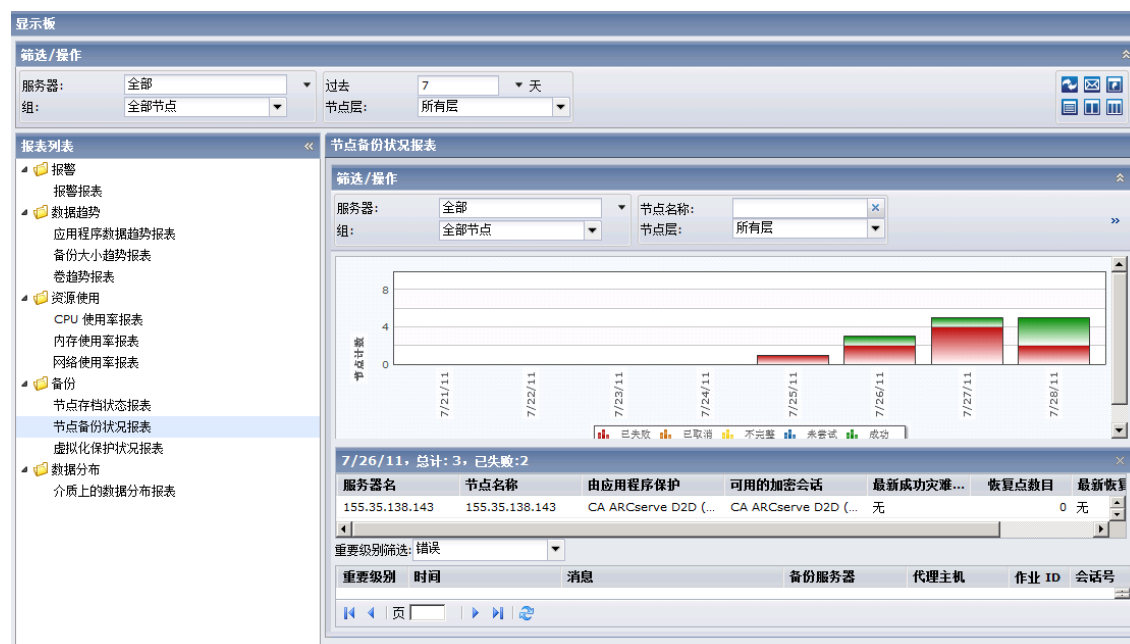 显示板
筛选/操作
服务器: 全部 过去 7 天
组: 全部节点 节点层: 所有层
报表列表
报警
报警报表
数据趋势
应用程序数据趋势报表
备份大小趋势报表
卷趋势报表
资源使用
CPU 使用率报表
内存使用率报表
网络使用率报表
备份
节点存档状态报表
节点备份状况报表
虚拟化保护状况报表
数据分布
介质上的数据分布报表
节点备份状况报表
筛选/操作
服务器: 全部 节点名称:
组: 全部节点 节点层: 所有层
节点计数
8
4
0
7/21/11 7/22/11 7/23/11 7/24/11 7/25/11 7/26/11 7/27/11 7/28/11
已失败 已取消 不完整 未尝试 成功
7/26/11, 总计: 3, 已失败:2
服务器名 节点名称 由应用程序保护 可用的加密会话 最新成功灾难... 恢复点数目 最新恢复
155.35.138.143 155.35.138.143 CA ARCserve D2D (... CA ARCserve D2D (... 无 0 无
重要级别筛选: 错误
重要级别 时间 消息 备份服务器 代理主机 作业 ID 会话号
页